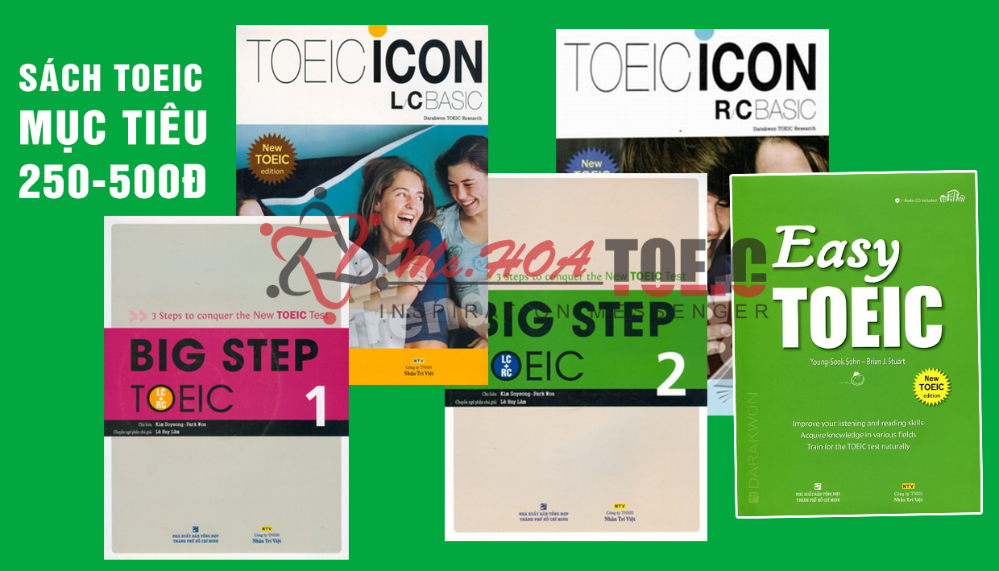 SÁCH TOEIC
MỤC TIÊU
250-500Đ
TOEIC iCON
L/C BASIC
Darakwon TOEIC Research
New
TOEIC
edition
TOEIC iCON
R/C BASIC
Darakwon TOEIC Research
New
TOEIC
Mr. HOA TOEIC
INSPIRATION MESSENGER
3 Steps to conquer the New TOEIC Test
BIG STEP
TOEIC
LC
+
RC
1
Chủ biên Kim Soyeong - Park Won
Chuyển ngữ phần chú giải Lê Huy Lâm
NHÀ XUẤT BẢN TỔNG HỢP
THÀNH PHỐ HỒ CHÍ MINH
NTV
Công ty TNHH
Nhân Trí Việt
NTV
Công ty TNHH
Nhân Trí Việt
3 Steps to conquer the New TOEIC Test
BIG STEP
TOEIC
LC
+
RC
2
Chủ biên Kim Soyeong - Park Won
Chuyển ngữ phần chú giải Lê Huy Lâm
NHÀ XUẤT BẢN TỔNG HỢP
THÀNH PHỐ HỒ CHÍ MINH
NTV
Công ty TNHH
Nhân Trí Việt
1 Audio CD Included
Easy
TOEIC
Young-Sook Sohn – Brian J. Stuart
New
TOEIC
edition
Improve your listening and reading skills
Acquire knowledge in various fields
Train for the TOEIC test naturally
DARAKWON
NHÀ XUẤT BẢN TỔNG HỢP
THÀNH PHỐ HỒ CHÍ MINH
NTV
Công ty TNHH
Nhân Trí Việt